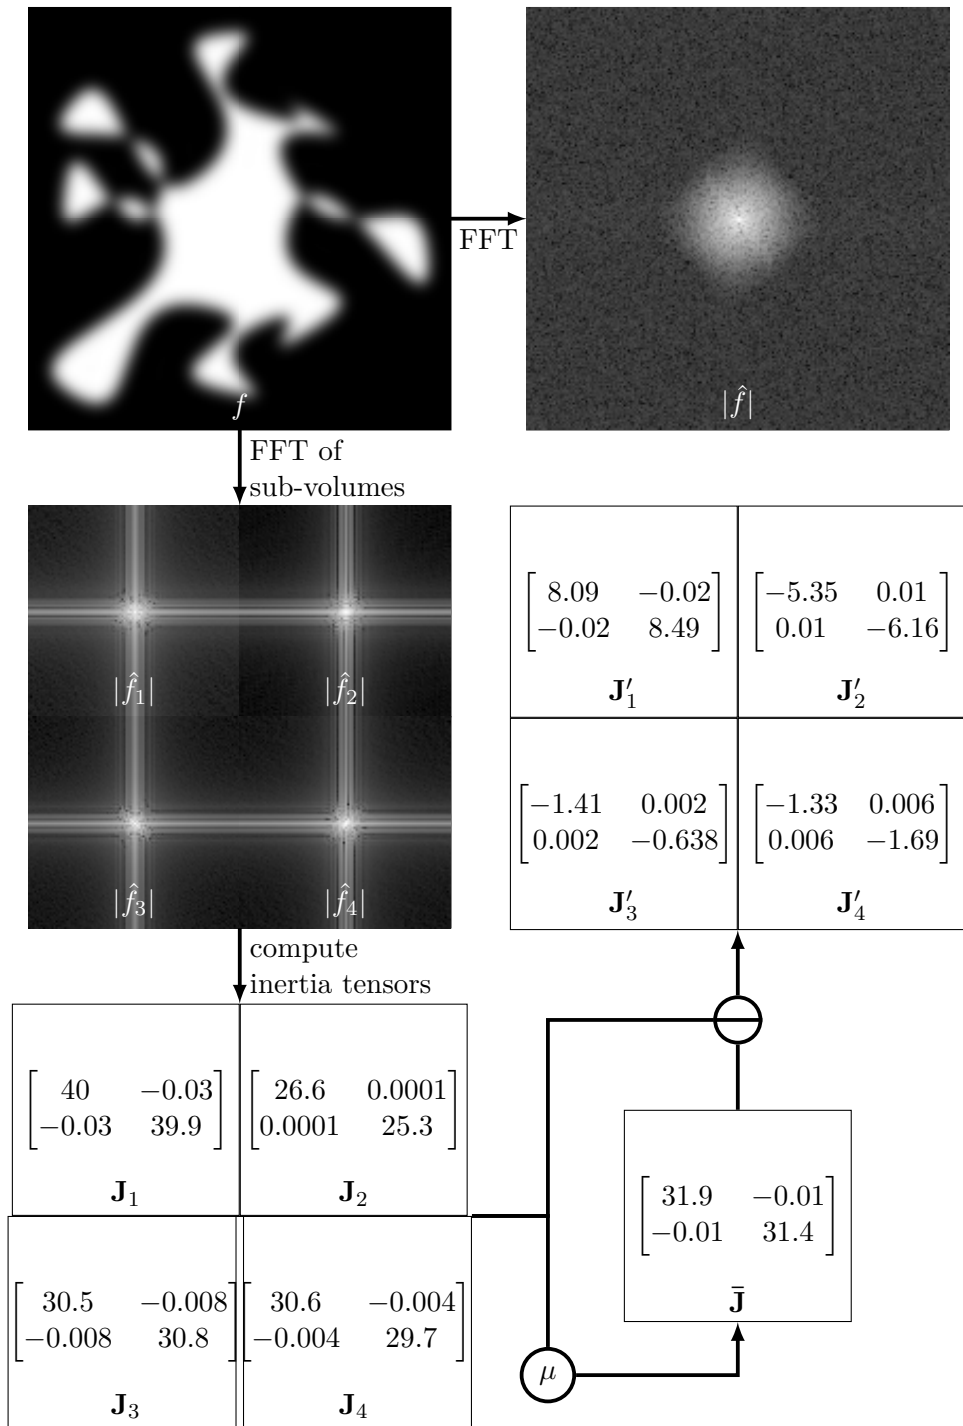 f
FFT
|f̂|
FFT of
sub-volumes
|f̂₁|
|f̂₂|
|f̂₃|
|f̂₄|
[8.09 −0.02
−0.02 8.49]
J′₁
[−5.35 0.01
0.01 −6.16]
J′₂
[−1.41 0.002
0.002 −0.638]
J′₃
[−1.33 0.006
0.006 −1.69]
J′₄
compute
inertia tensors
[40 −0.03
−0.03 39.9]
J₁
[26.6 0.0001
0.0001 25.3]
J₂
[30.5 −0.008
−0.008 30.8]
J₃
[30.6 −0.004
−0.004 29.7]
J₄
[31.9 −0.01
−0.01 31.4]
J̄
μ